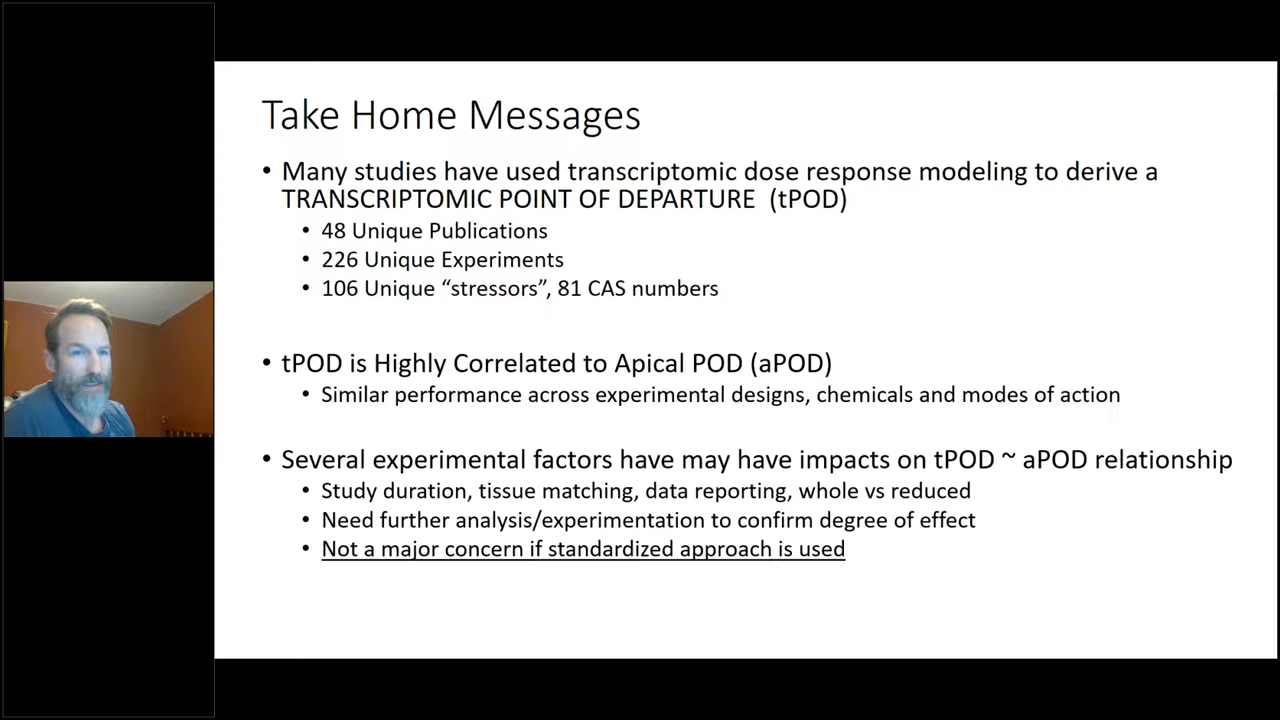 Take Home Messages
• Many studies have used transcriptomic dose response modeling to derive a
TRANSCRIPTOMIC POINT OF DEPARTURE (tPOD)
• 48 Unique Publications
• 226 Unique Experiments
• 106 Unique “stressors”, 81 CAS numbers
• tPOD is Highly Correlated to Apical POD (aPOD)
• Similar performance across experimental designs, chemicals and modes of action
• Several experimental factors have may have impacts on tPOD ~ aPOD relationship
• Study duration, tissue matching, data reporting, whole vs reduced
• Need further analysis/experimentation to confirm degree of effect
• Not a major concern if standardized approach is used